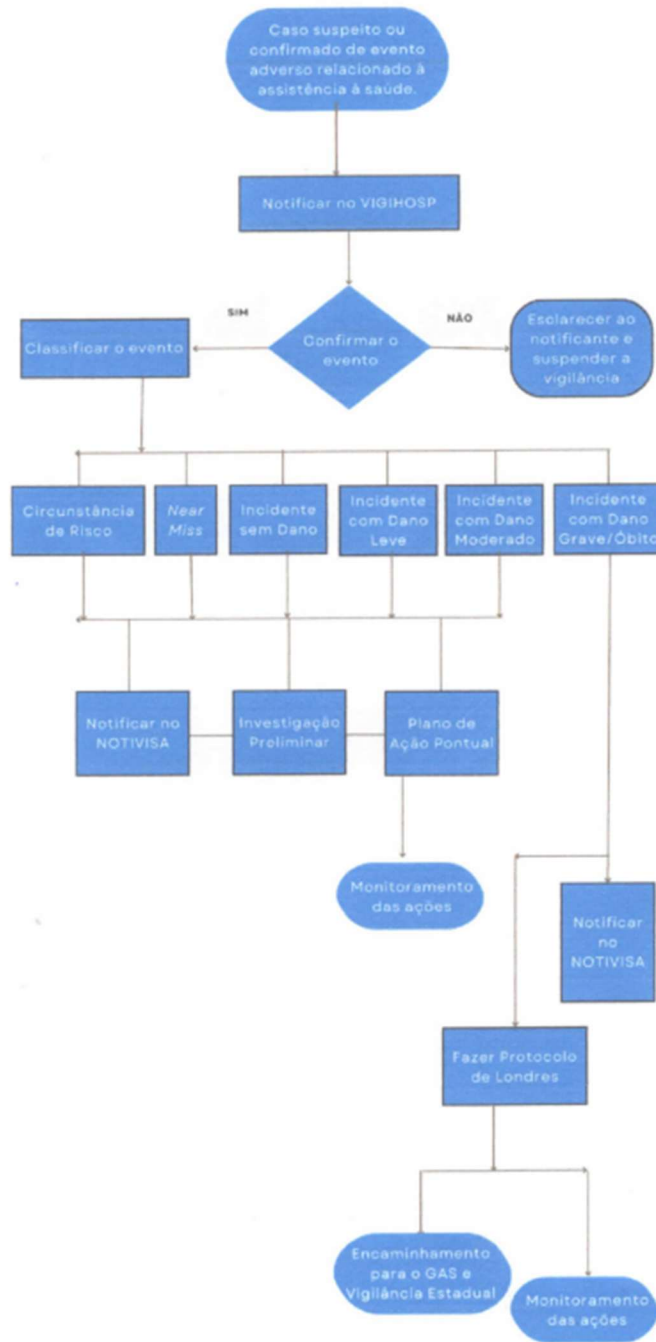 Caso suspeito ou
confirmado de evento
adverso relacionado à
assistência à saúde.
Notificar no VIGIHOSP
SIM
NÃO
Classificar o evento
Confirmar o
evento
Esclarecer ao
notificante e
suspender a
vigilância
Circunstância
de Risco
Near
Miss
Incidente
sem Dano
Incidente
com Dano
Leve
Incidente
com Dano
Moderado
Incidente
com Dano
Grave/Óbito
Notificar no
NOTIVISA
Investigação
Preliminar
Plano de
Ação Pontual
Monitoramento
das ações
Notificar
no
NOTIVISA
Fazer Protocolo
de Londres
Encaminhamento
para o GAS e
Vigilância Estadual
Monitoramento
das ações